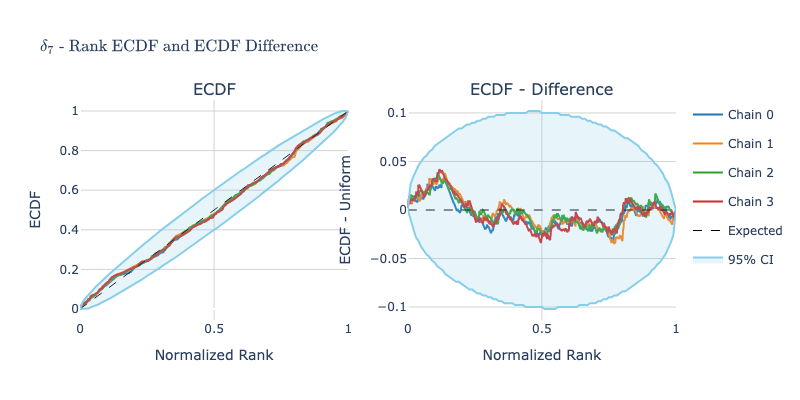 δ₇ - Rank ECDF and ECDF Difference
ECDF
ECDF
1
0.8
0.6
0.4
0.2
0
0
0.5
1
Normalized Rank
ECDF - Difference
ECDF - Uniform
0.1
0.05
0
−0.05
−0.1
0
0.5
1
Normalized Rank
Chain 0
Chain 1
Chain 2
Chain 3
Expected
95% CI